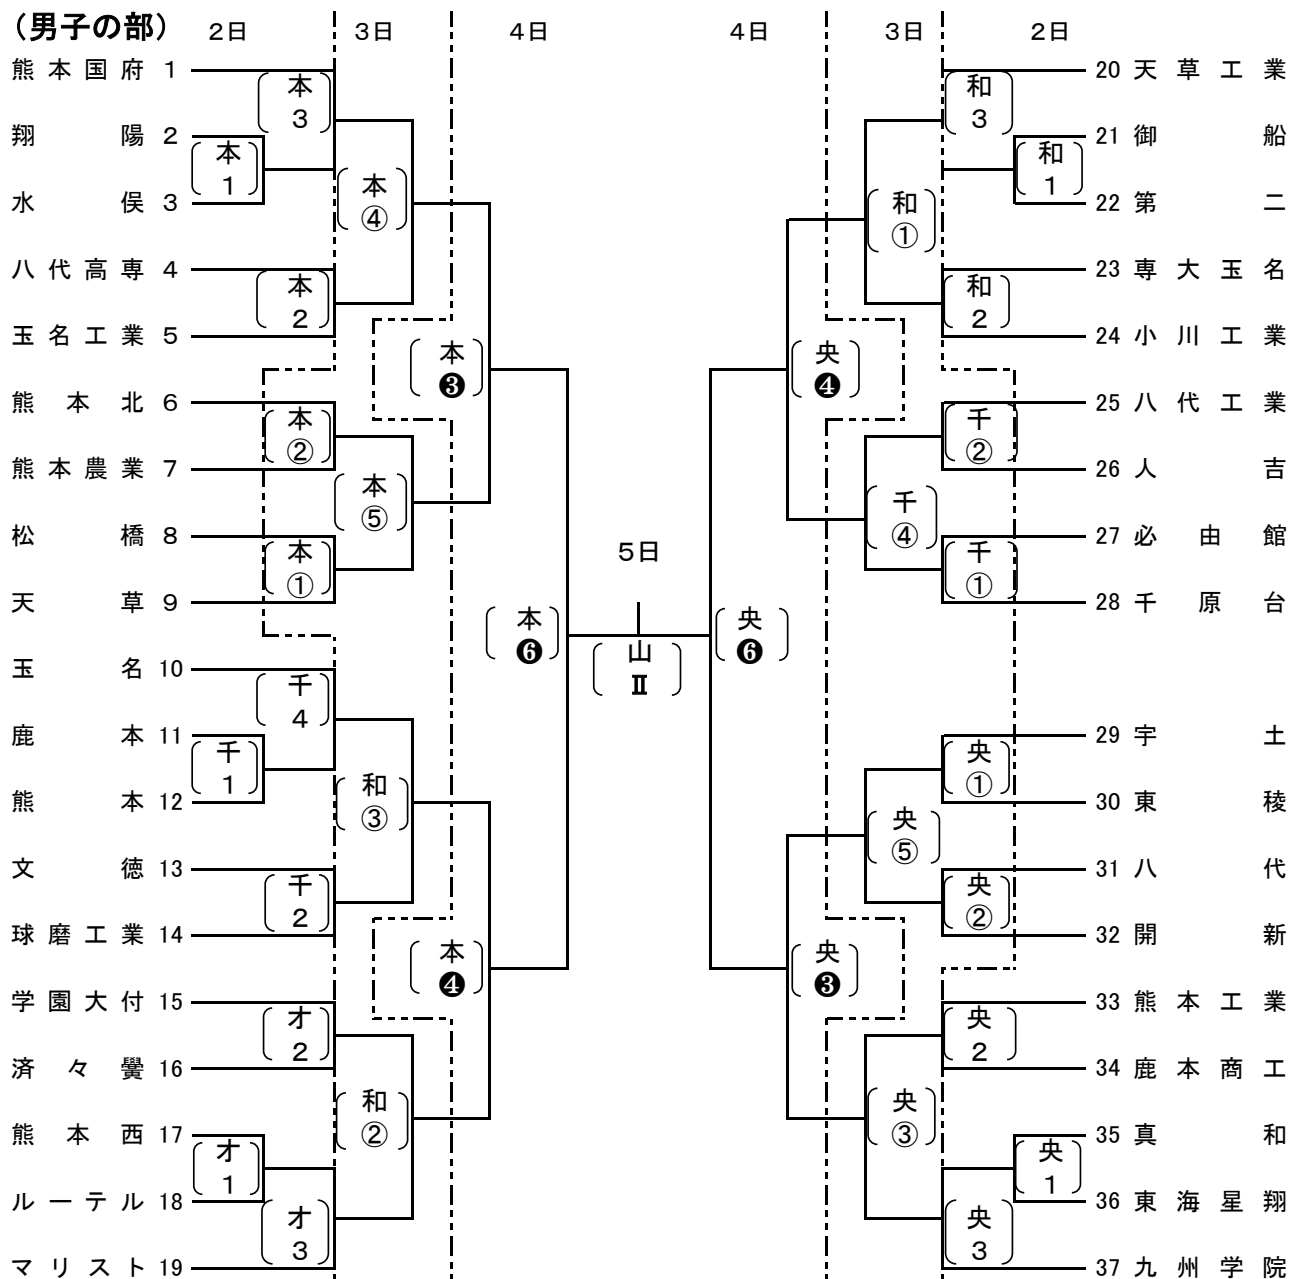 (男子の部) 2日 3日 4日 4日 3日 2日
熊本国府 1 20 天草工業
本 3 和 3
翔陽 2 21 御船
本 1 和 1
水俣 3 22 第二
本 ④ 和 ①
八代高専 4 23 専大玉名
本 2 和 2
玉名工業 5 24 小川工業
本 ❸ 央 ❹
熊本北 6 25 八代工業
本 ② 千 ②
熊本農業 7 26 人吉
本 ⑤ 千 ④
松橋 8 27 必由館
本 ① 千 ①
5日
天草 9 28 千原台
本 ❻ 央 ❻
山 Ⅱ
玉名 10
千 4
鹿本 11 29 宇土
千 1 央 ①
熊本 12 30 東稜
和 ③ 央 ⑤
文徳 13 31 八代
千 2 央 ②
球磨工業 14 32 開新
本 ❹ 央 ❸
学園大付 15 33 熊本工業
才 2 央 2
済々黌 16 34 鹿本商工
和 ② 央 ③
熊本西 17 35 真和
才 1 央 1
ルーテル 18 36 東海星翔
才 3 央 3
マリスト 19 37 九州学院